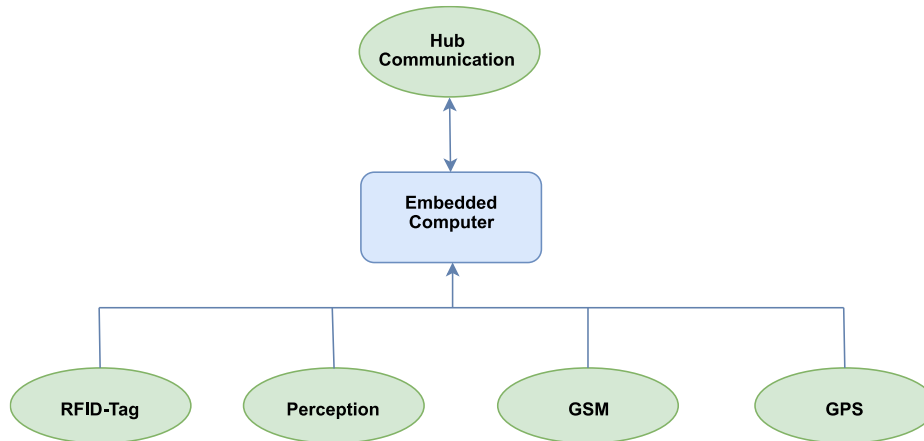 Hub
Communication
Embedded
Computer
RFID-Tag
Perception
GSM
GPS